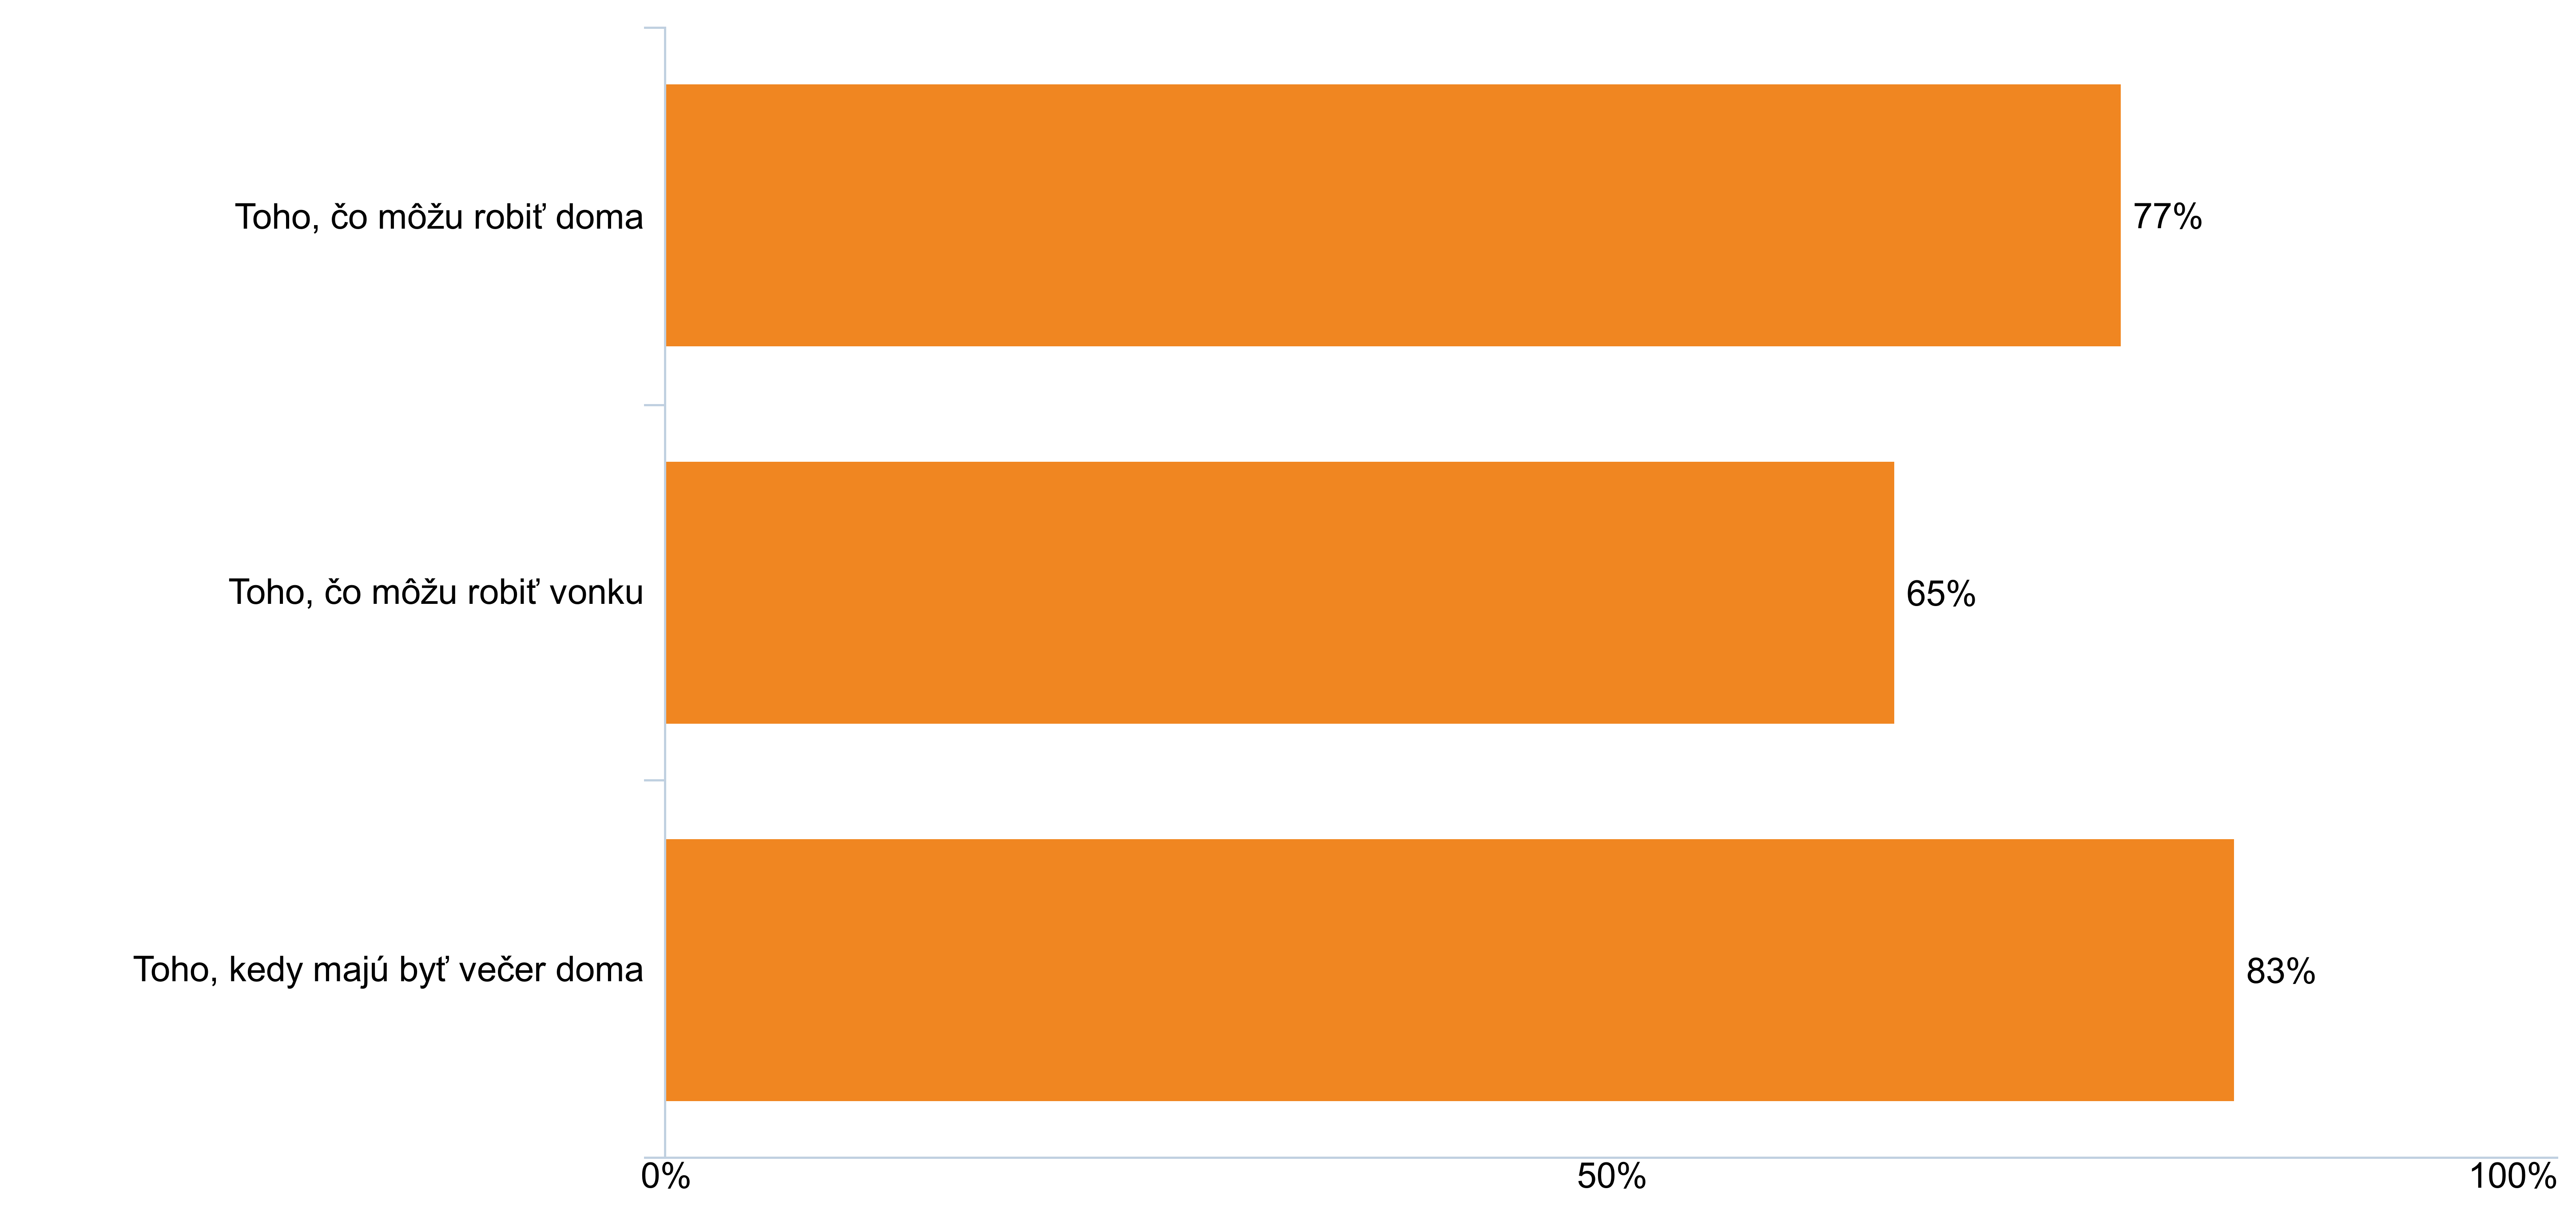 Toho, čo môžu robiť doma
77%
Toho, čo môžu robiť vonku
65%
Toho, kedy majú byť večer doma
83%
0% 50% 100%